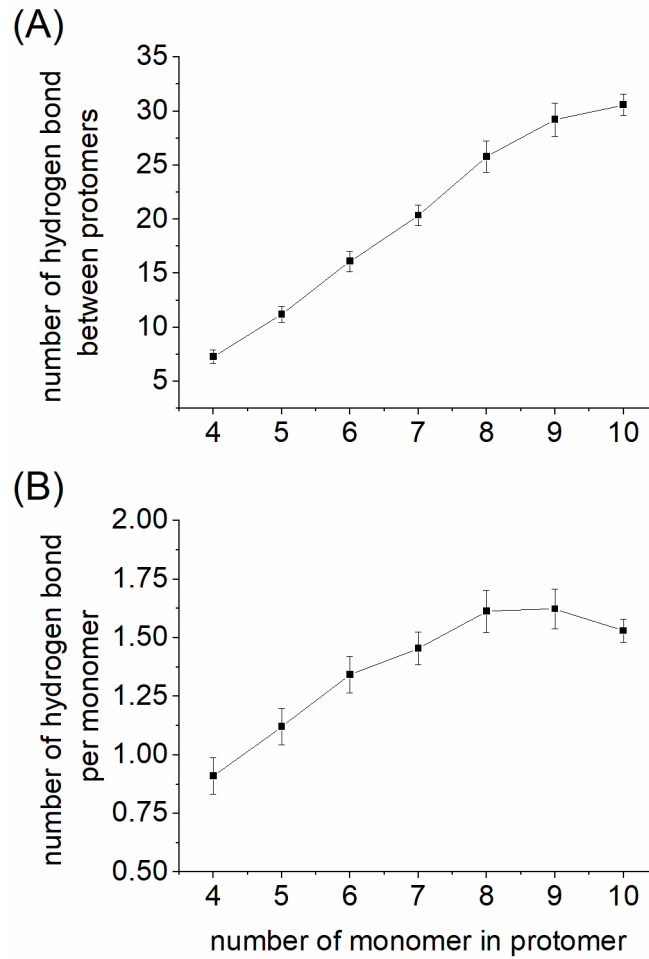 (A)
number of hydrogen bond
between protomers
35
30
25
20
15
10
5
4 5 6 7 8 9 10
(B)
number of hydrogen bond
per monomer
2.00
1.75
1.50
1.25
1.00
0.75
0.50
4 5 6 7 8 9 10
number of monomer in protomer